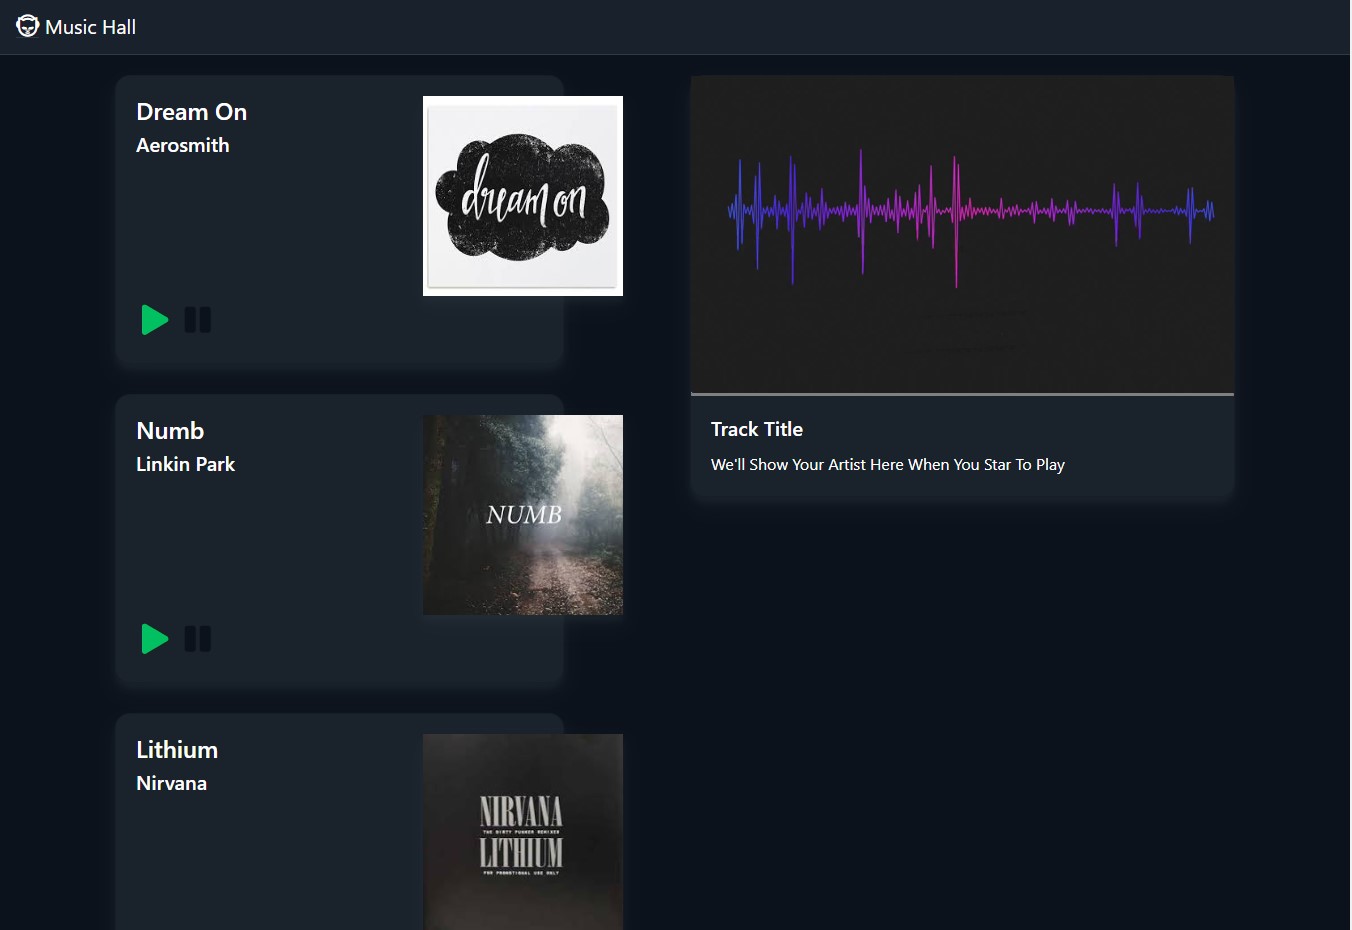 Music Hall
Dream On
Aerosmith
dream on
Numb
Linkin Park
NUMB
Lithium
Nirvana
NIRVANA
THE DIRTY FUNKER REMIXES
LITHIUM
FOR PROMOTIONAL USE ONLY
Track Title
We'll Show Your Artist Here When You Star To Play